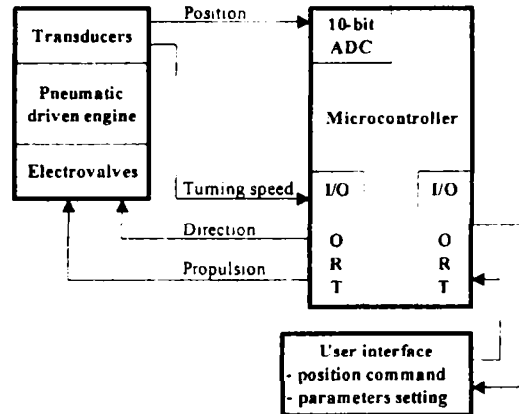 Transducers
Pneumatic
driven engine
Electrovalves
Position
Turning speed
Direction
Propulsion
10-bit
ADC
Microcontroller
I/O
O
R
T
I/O
O
R
T
User interface
- position command
- parameters setting